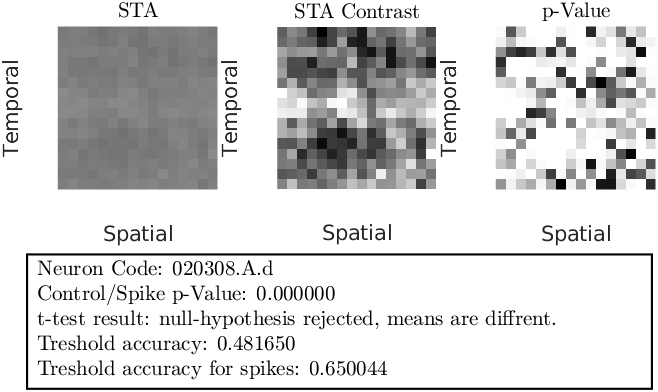 STA
STA Contrast
p-Value
Temporal
Temporal
Temporal
Spatial
Spatial
Spatial
Neuron Code: 020308.A.d
Control/Spike p-Value: 0.000000
t-test result: null-hypothesis rejected, means are diffrent.
Treshold accuracy: 0.481650
Treshold accuracy for spikes: 0.650044